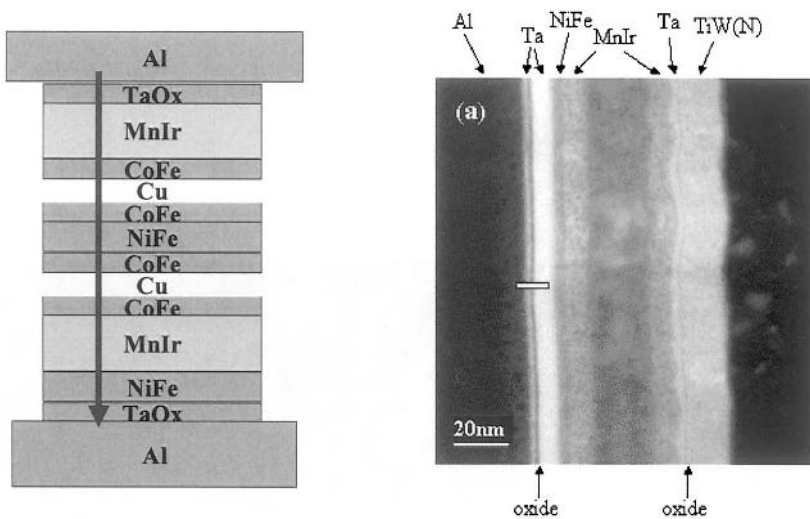 Al
TaOx
MnIr
CoFe
Cu
CoFe
NiFe
CoFe
Cu
CoFe
MnIr
NiFe
TaOx
Al
Al Ta NiFe MnIr Ta TiW(N)
(a)
20nm
oxide oxide